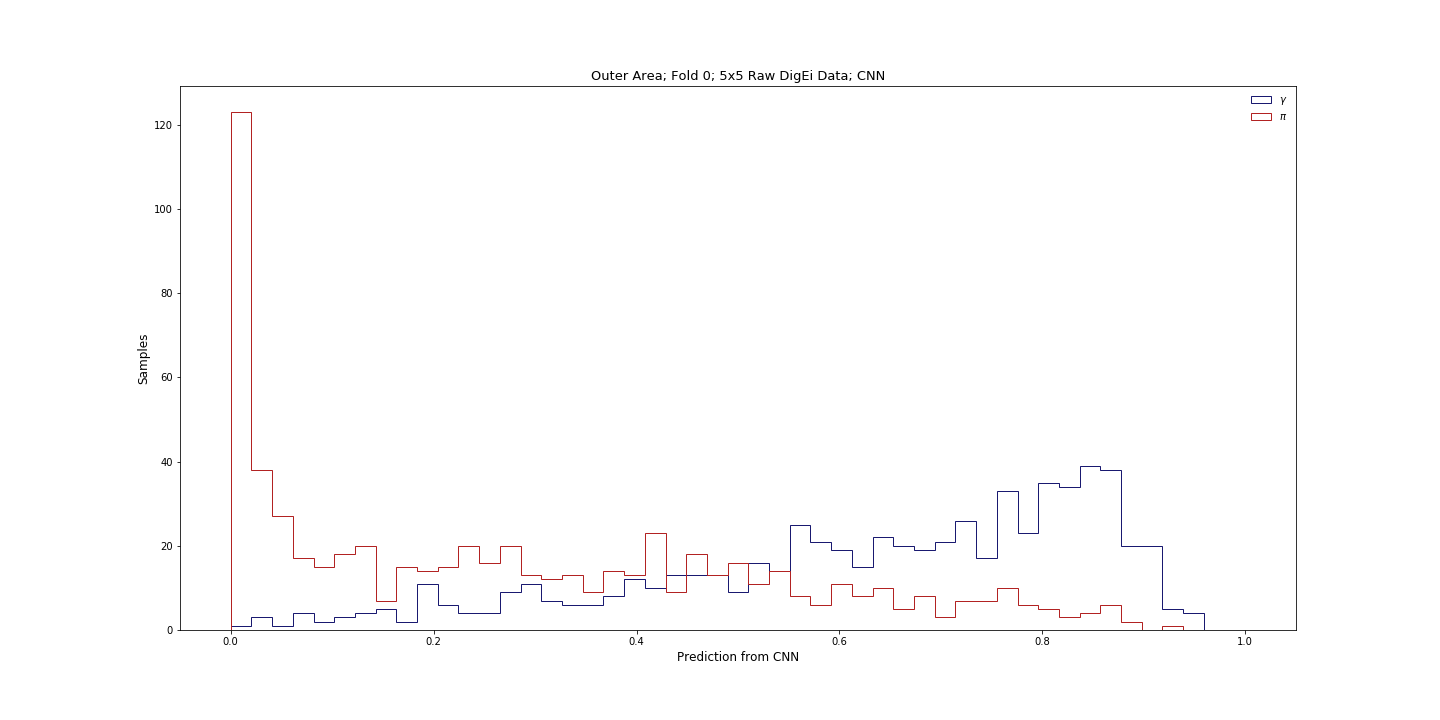 Outer Area; Fold 0; 5x5 Raw DigEi Data; CNN
γ
π
120
100
80
60
40
20
0
Samples
0.0 0.2 0.4 0.6 0.8 1.0
Prediction from CNN